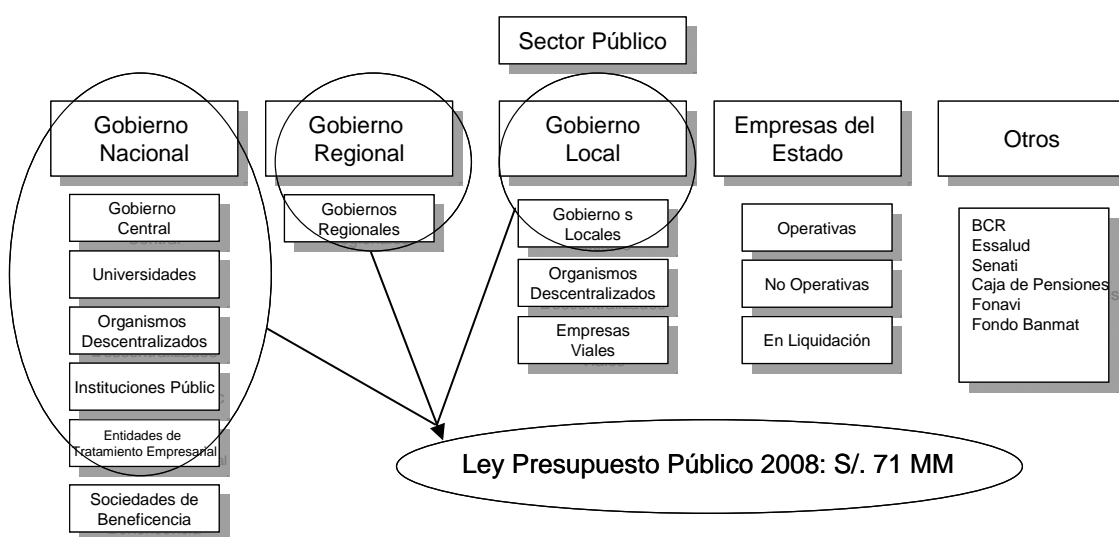 Sector Público
Gobierno
Nacional
Gobierno
Regional
Gobierno
Local
Empresas del
Estado
Otros
Gobierno
Central
Universidades
Organismos
Descentralizados
Instituciones Públic
Entidades de
Tratamiento Empresarial
Sociedades de
Beneficencia
Gobiernos
Regionales
Gobierno s
Locales
Organismos
Descentralizados
Empresas
Viales
Operativas
No Operativas
En Liquidación
BCR
Essalud
Senati
Caja de Pensiones
Fonavi
Fondo Banmat
Ley Presupuesto Público 2008: S/. 71 MM